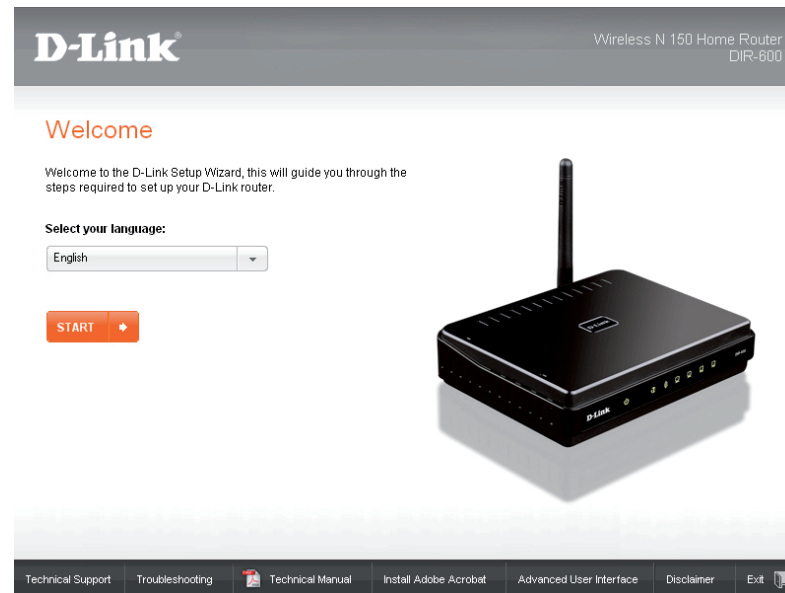 D-Link®
Wireless N 150 Home Router
DIR-600
Welcome
Welcome to the D-Link Setup Wizard, this will guide you through the
steps required to set up your D-Link router.
Select your language:
English
START
D-Link
D-Link
Technical Support
Troubleshooting
Technical Manual
Install Adobe Acrobat
Advanced User Interface
Disclaimer
Exit